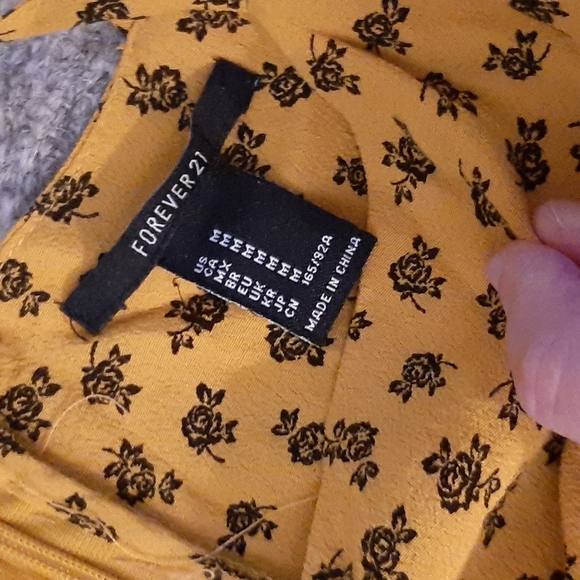 FOREVER 21
US M
CA M
MX M
BR M
EU M
UK M
KR M
JP M
CN 165/92A
MADE IN CHINA